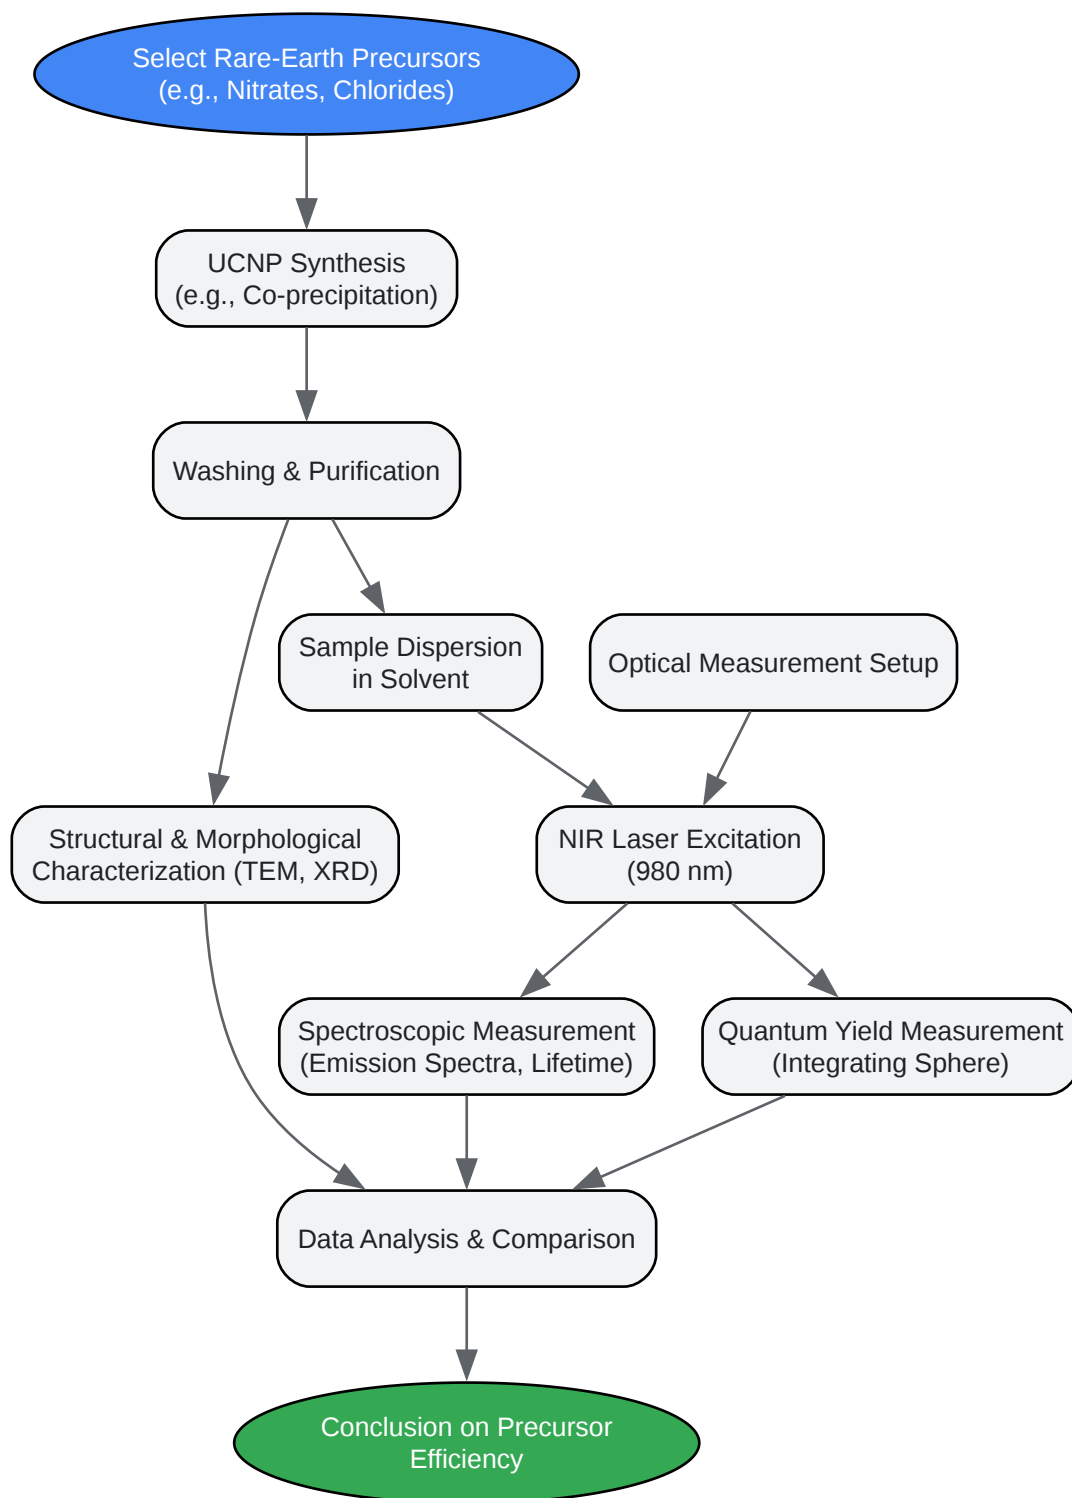 Select Rare-Earth Precursors
(e.g., Nitrates, Chlorides)
UCNP Synthesis
(e.g., Co-precipitation)
Washing & Purification
Sample Dispersion
in Solvent
Optical Measurement Setup
Structural & Morphological
Characterization (TEM, XRD)
NIR Laser Excitation
(980 nm)
Spectroscopic Measurement
(Emission Spectra, Lifetime)
Quantum Yield Measurement
(Integrating Sphere)
Data Analysis & Comparison
Conclusion on Precursor
Efficiency